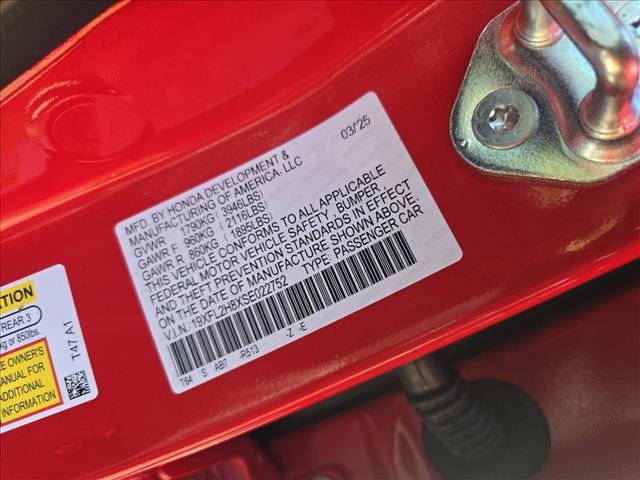 03/25
MFD. BY HONDA DEVELOPMENT &
MANUFACTURING OF AMERICA, LLC
GVWR 1790KG( 3946LBS)
GAWR F 960KG( 2116LBS)
GAWR R 860KG( 1895LBS)
THIS VEHICLE CONFORMS TO ALL APPLICABLE
FEDERAL MOTOR VEHICLE SAFETY, BUMPER
AND THEFT PREVENTION STANDARDS IN EFFECT
ON THE DATE OF MANUFACTURE SHOWN ABOVE.
V.I.N.:19XFL2H8XSE022752 TYPE: PASSENGER CAR
T64 S AB7 -R513 -Z -E
REAR 3
kg or 850lbs.
OWNER'S
MANUAL FOR
INFORMATION
T47 A1